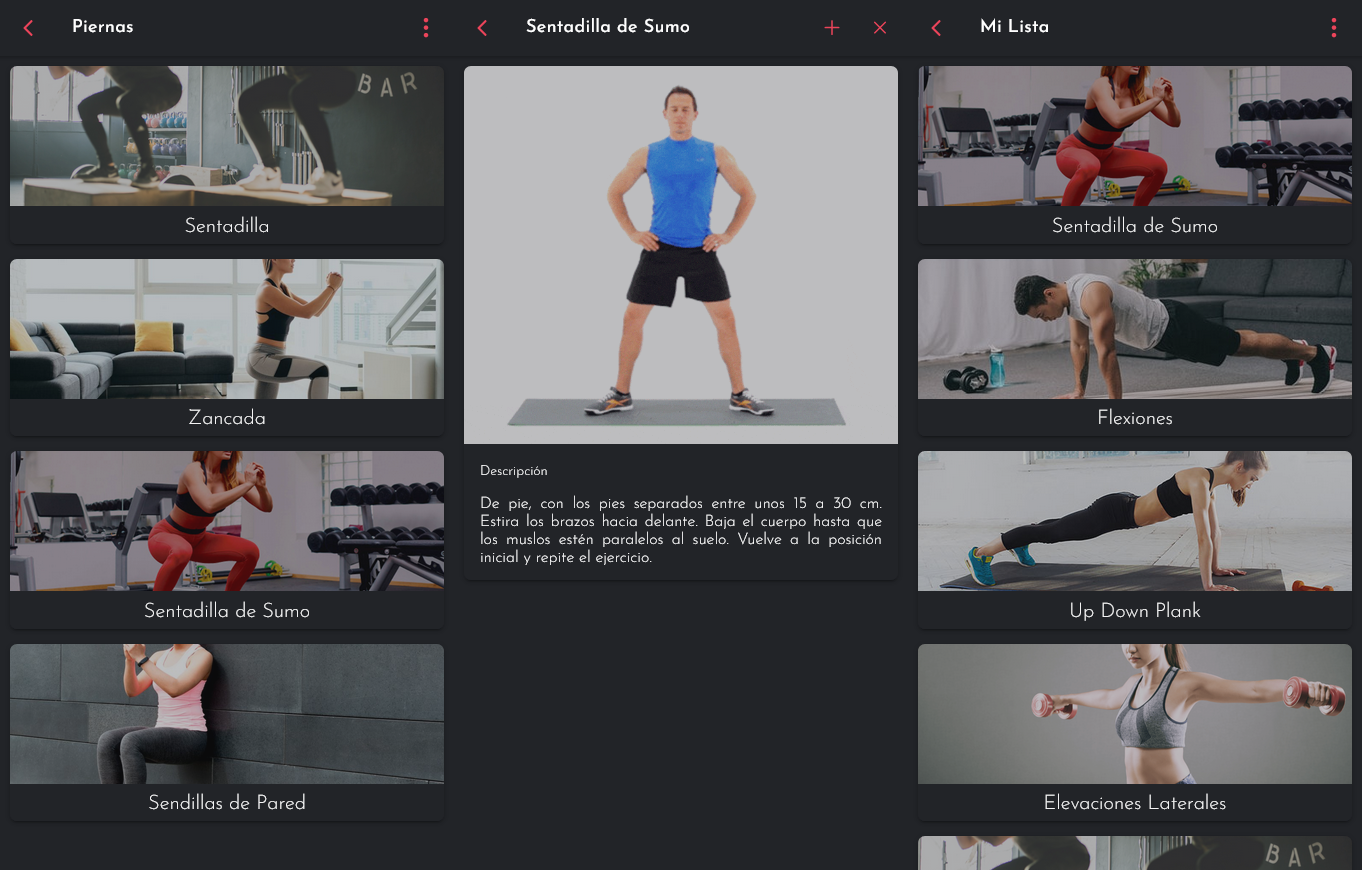 Piernas
BAR
Sentadilla
Zancada
Sentadilla de Sumo
Sendillas de Pared
Sentadilla de Sumo
Descripción
De pie, con los pies separados entre unos 15 a 30 cm.
Estira los brazos hacia delante. Baja el cuerpo hasta que
los muslos estén paralelos al suelo. Vuelve a la posición
inicial y repite el ejercicio.
Mi Lista
Sentadilla de Sumo
Flexiones
Up Down Plank
Elevaciones Laterales
BAR